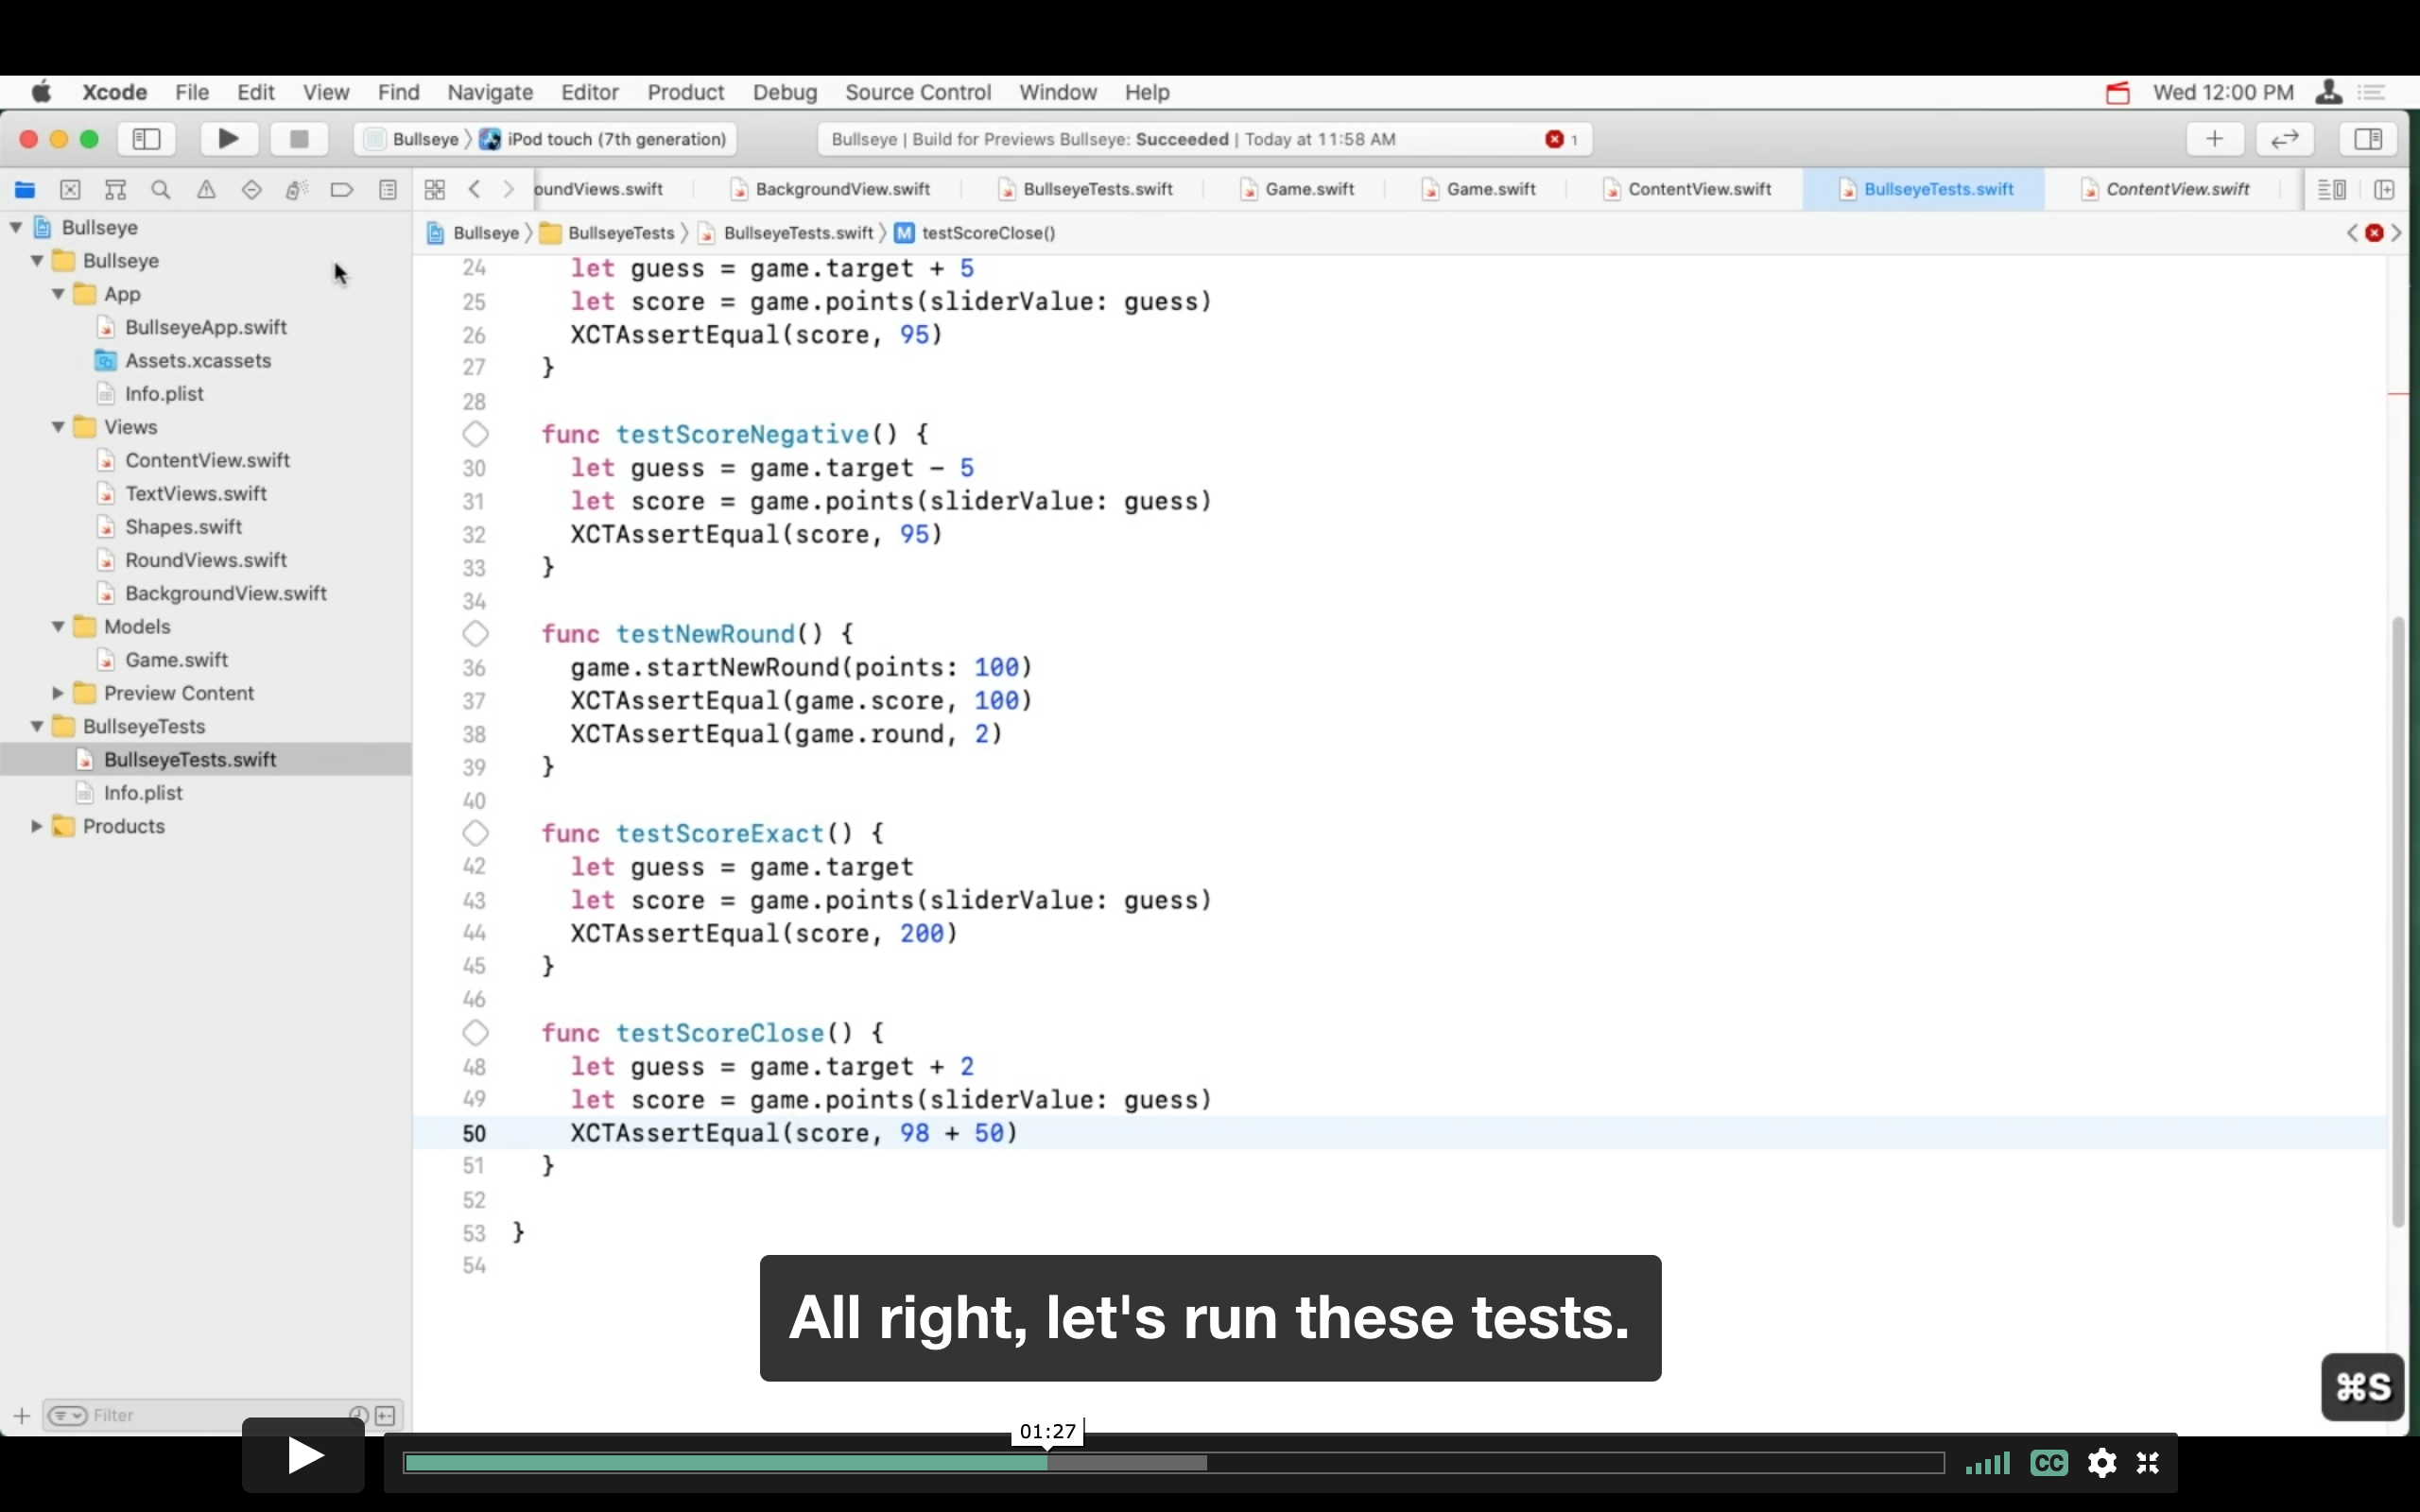 Xcode File Edit View Find Navigate Editor Product Debug Source Control Window Help Wed 12:00 PM
Bullseye iPod touch (7th generation) Bullseye | Build for Previews Bullseye: Succeeded | Today at 11:58 AM 1
oundViews.swift BackgroundView.swift BullseyeTests.swift Game.swift Game.swift ContentView.swift BullseyeTests.swift ContentView.swift
Bullseye BullseyeTests BullseyeTests.swift M testScoreClose()
Bullseye
Bullseye
App
BullseyeApp.swift
Assets.xcassets
Info.plist
Views
ContentView.swift
TextViews.swift
Shapes.swift
RoundViews.swift
BackgroundView.swift
Models
Game.swift
Preview Content
BullseyeTests
BullseyeTests.swift
Info.plist
Products
Filter
24 let guess = game.target + 5
25 let score = game.points(sliderValue: guess)
26 XCTAssertEqual(score, 95)
27 }
28
func testScoreNegative() {
30 let guess = game.target - 5
31 let score = game.points(sliderValue: guess)
32 XCTAssertEqual(score, 95)
33 }
34
func testNewRound() {
36 game.startNewRound(points: 100)
37 XCTAssertEqual(game.score, 100)
38 XCTAssertEqual(game.round, 2)
39 }
40
func testScoreExact() {
42 let guess = game.target
43 let score = game.points(sliderValue: guess)
44 XCTAssertEqual(score, 200)
45 }
46
func testScoreClose() {
48 let guess = game.target + 2
49 let score = game.points(sliderValue: guess)
50 XCTAssertEqual(score, 98 + 50)
51 }
52
53 }
54
All right, let's run these tests.
⌘S
01:27
CC